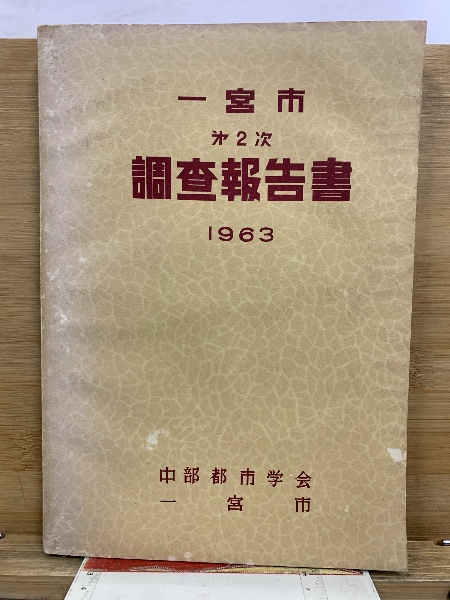 一宮市
㐧2次
調査報告書
1963
中部都市学会
一宮市